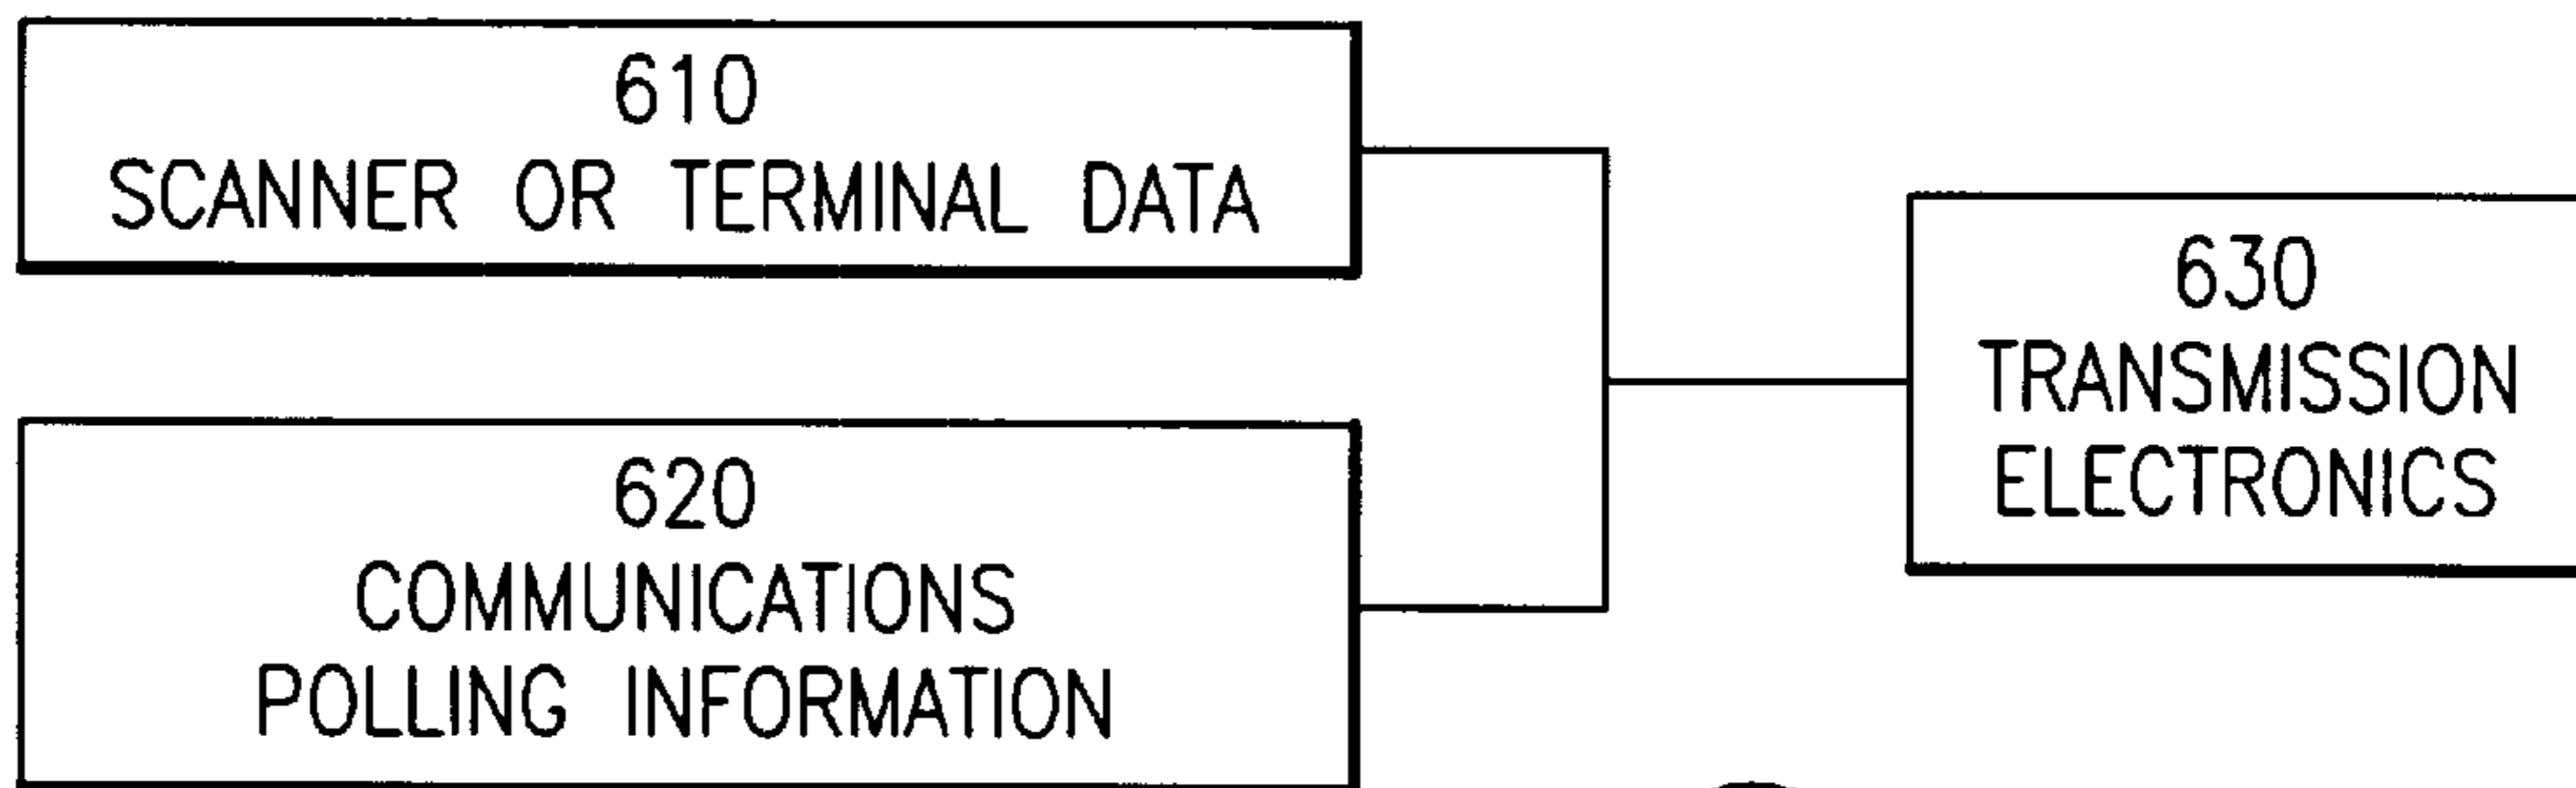 610
SCANNER OR TERMINAL DATA
620
COMMUNICATIONS
POLLING INFORMATION
630
TRANSMISSION
ELECTRONICS